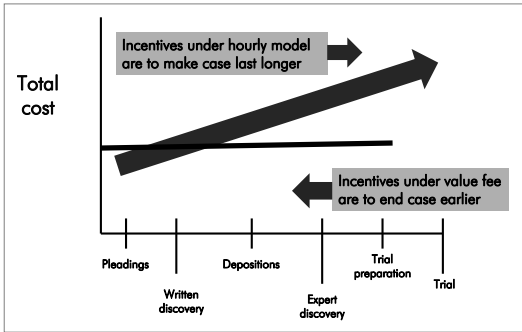 Incentives under hourly model
are to make case last longer
Total
cost
Incentives under value fee
are to end case earlier
Pleadings
Written
discovery
Depositions
Expert
discovery
Trial
preparation
Trial